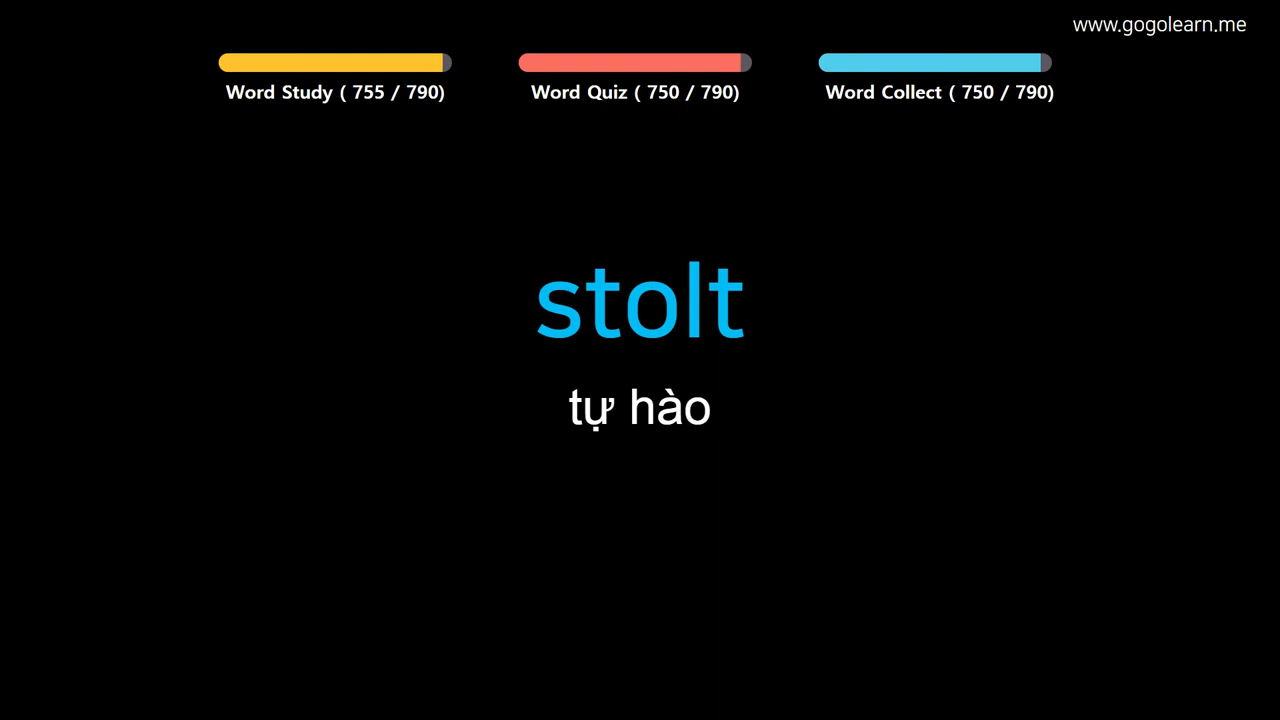 www.gogolearn.me
Word Study ( 755 / 790)
Word Quiz ( 750 / 790)
Word Collect ( 750 / 790)
stolt
tự hào